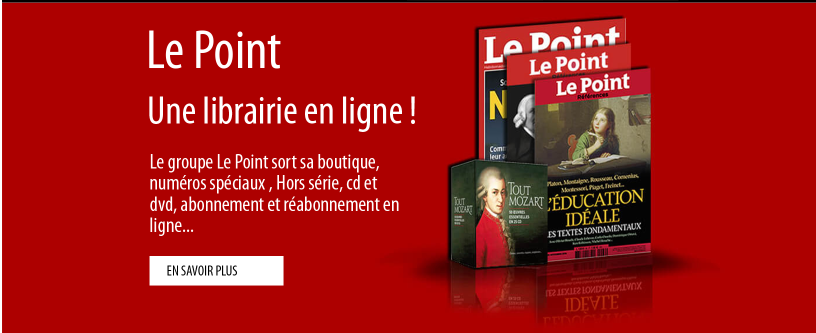 Le Point
Une librairie en ligne !
Le groupe Le Point sort sa boutique,
numéros spéciaux , Hors série, cd et
dvd, abonnement et réabonnement en
ligne...
EN SAVOIR PLUS
Le Point
Le Point
Le Point
Références
Platon, Montaigne, Rousseau, Comenius,
Montessori, Piaget, Freinet...
L'ÉDUCATION
IDÉALE
LES TEXTES FONDAMENTAUX
TOUT
MOZART